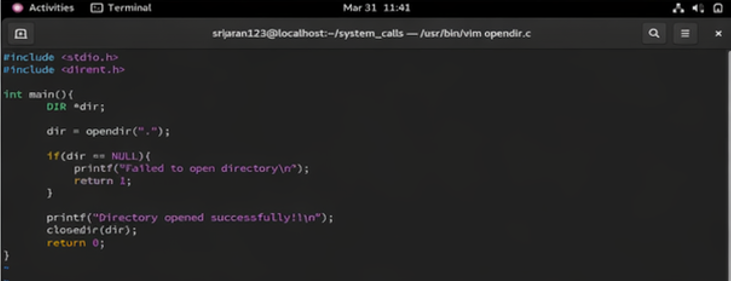 Activities Terminal Mar 31 11:41
srijaran123@localhost:~/system_calls — /usr/bin/vim opendir.c
#include <stdio.h>
#include <dirent.h>
int main(){
DIR *dir;
dir = opendir(".");
if(dir == NULL){
printf("Failed to open directory\n");
return 1;
}
printf("Directory opened successfully!!\n");
closedir(dir);
return 0;
}
~